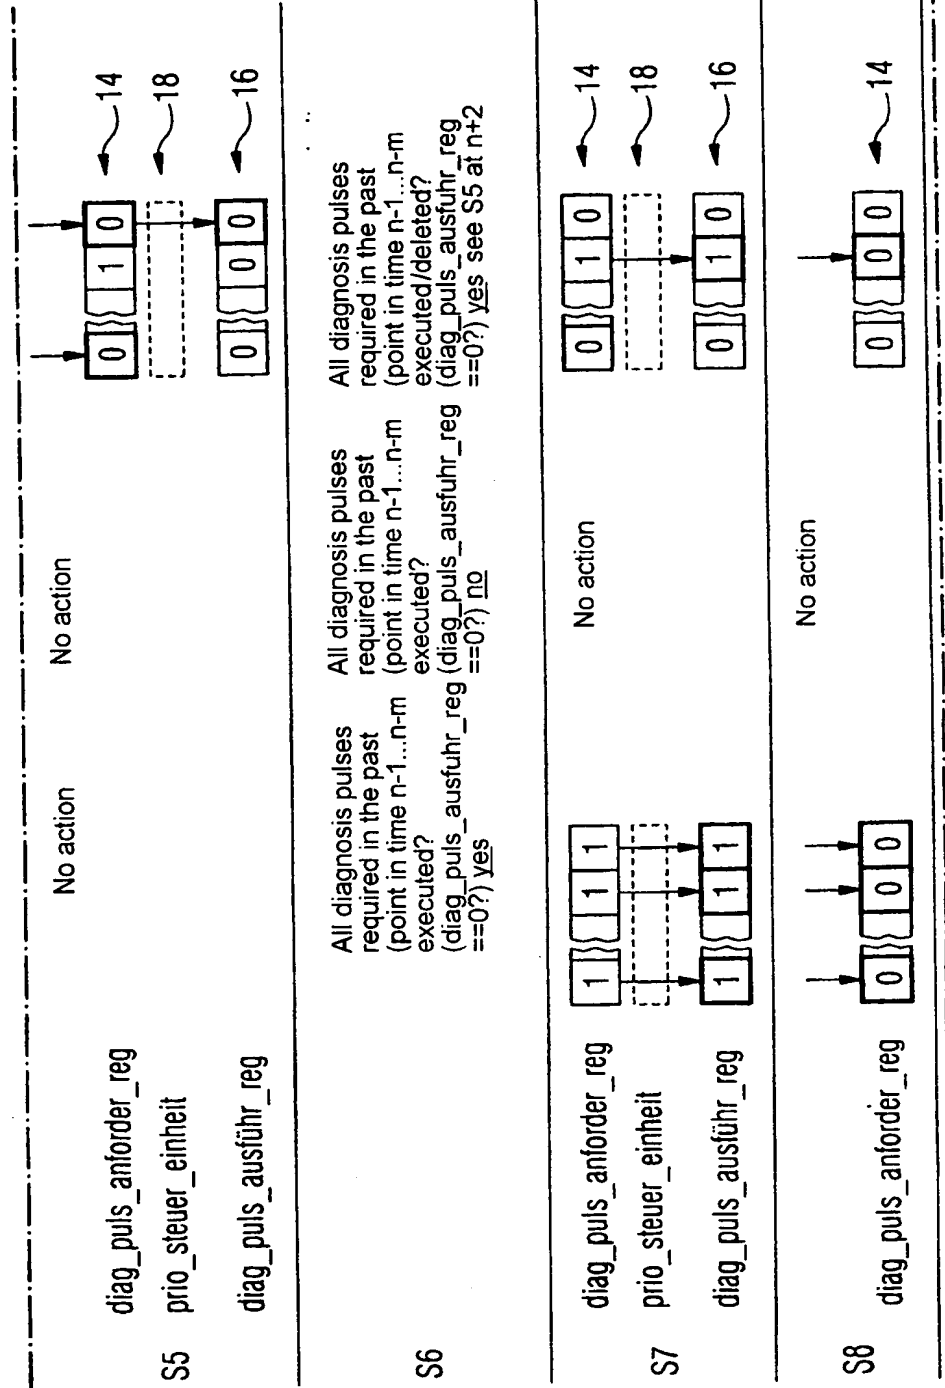 S5
diag_puls_anforder_reg
prio_steuer_einheit
diag_puls_ausführ_reg
No action
No action
0 1 0
0 0 0
14
18
16
S6
All diagnosis pulses
required in the past
(point in time n-1...n-m
executed?
(diag_puls_ausfuhr_reg
==0?) yes
All diagnosis pulses
required in the past
(point in time n-1...n-m
executed?
(diag_puls_ausfuhr_reg
==0?) no
All diagnosis pulses
required in the past
(point in time n-1...n-m
executed/deleted?
(diag_puls_ausfuhr_reg
==0?) yes see S5 at n+2
S7
diag_puls_anforder_reg
prio_steuer_einheit
diag_puls_ausführ_reg
1 1 1
1 1 1
No action
0 1 0
0 1 0
14
18
16
S8
diag_puls_anforder_reg
0 0 0
No action
0 0 0
14